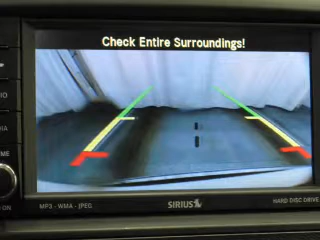 Check Entire Surroundings!
MP3 - WMA - JPEG
SIRIUS
HARD DISC DRIVE